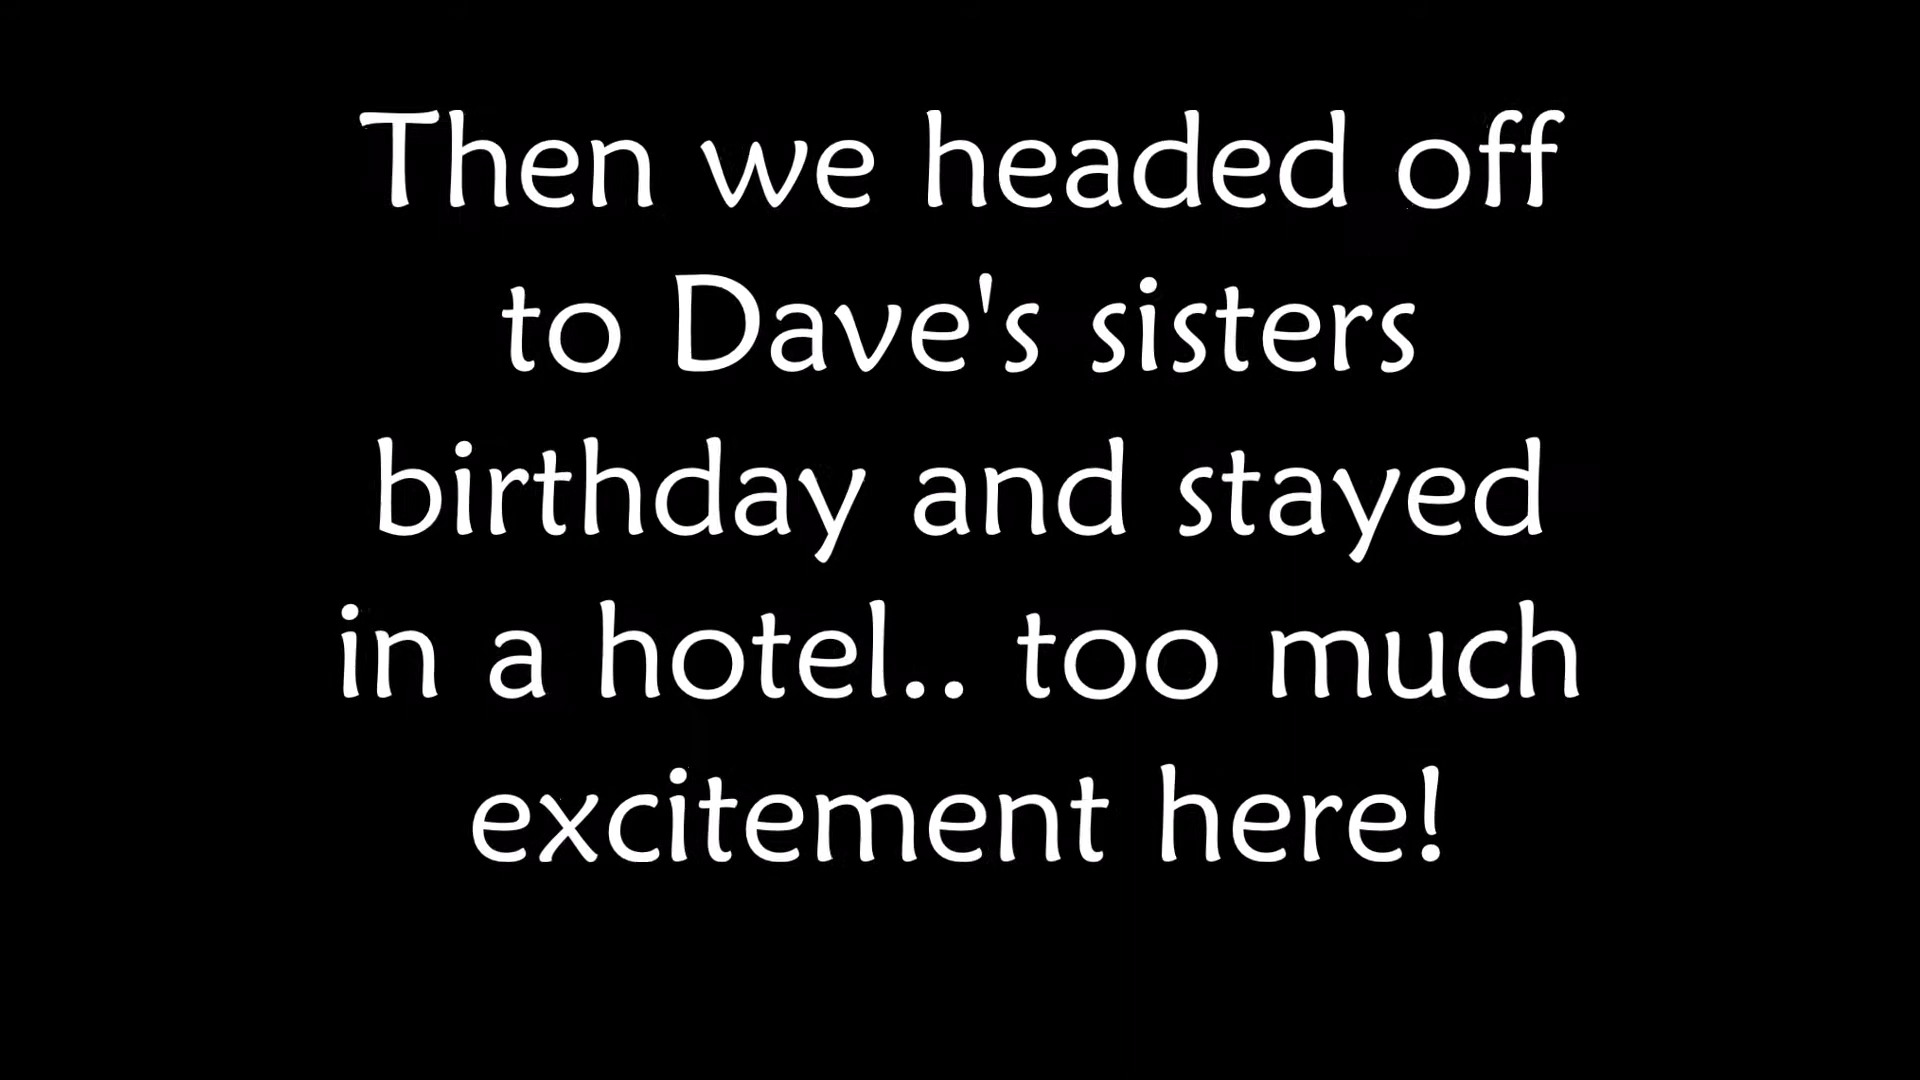 Then we headed off
to Dave's sisters
birthday and stayed
in a hotel.. too much
excitement here!